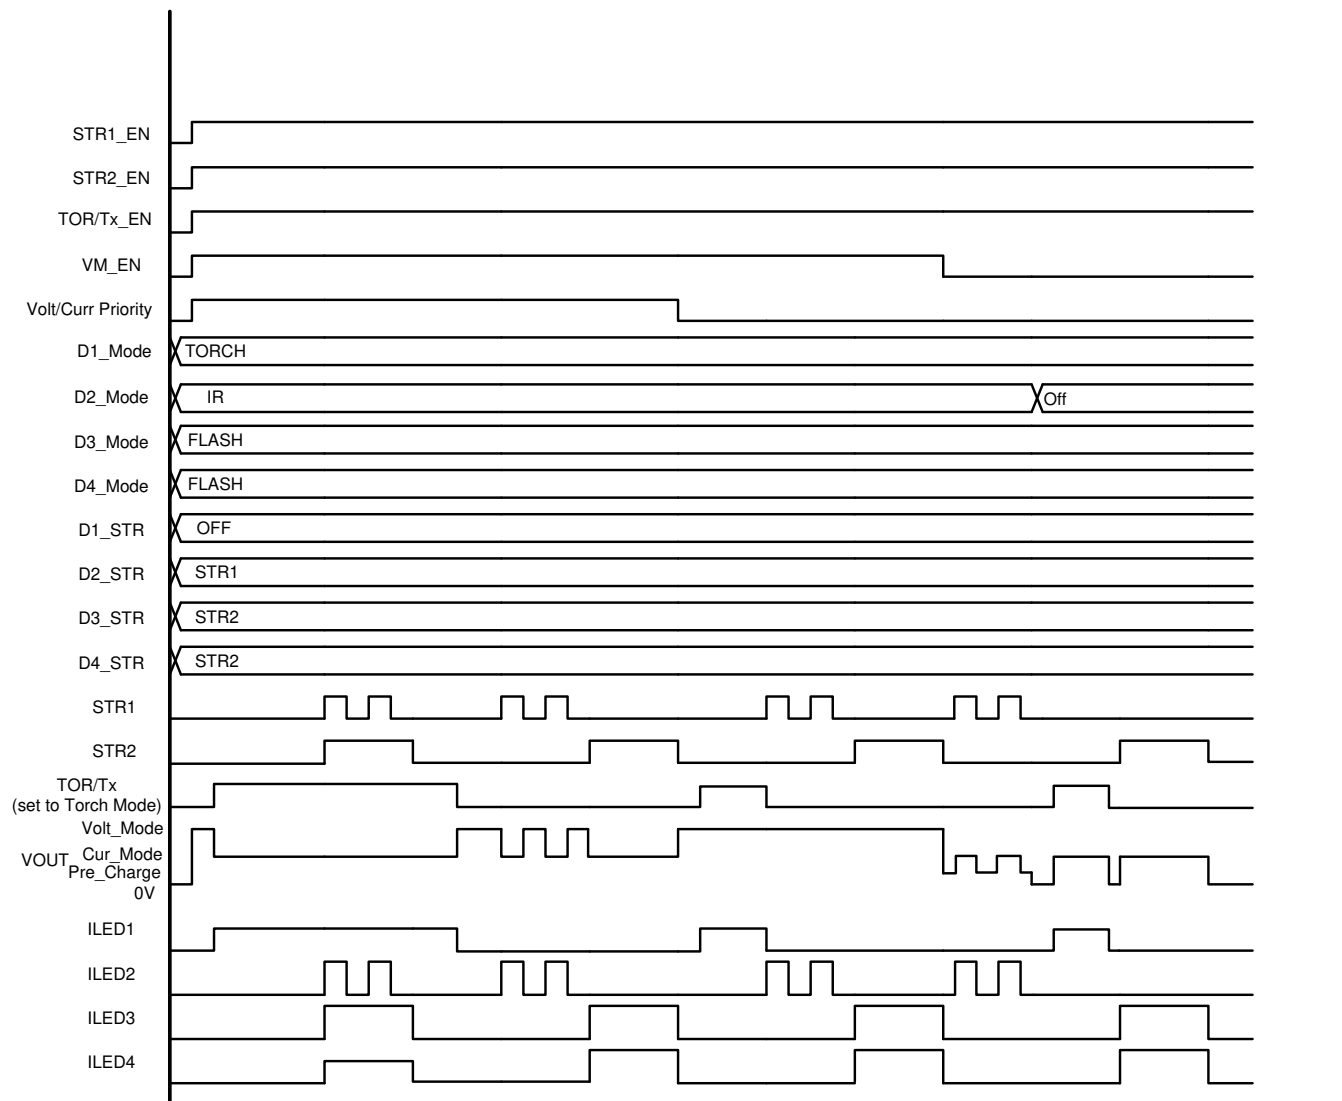 STR1_EN
STR2_EN
TOR/Tx_EN
VM_EN
Volt/Curr Priority
D1_Mode
TORCH
D2_Mode
IR
Off
D3_Mode
FLASH
D4_Mode
FLASH
D1_STR
OFF
D2_STR
STR1
D3_STR
STR2
D4_STR
STR2
STR1
STR2
TOR/Tx
(set to Torch Mode)
Volt_Mode
VOUT
Cur_Mode
Pre_Charge
0V
ILED1
ILED2
ILED3
ILED4